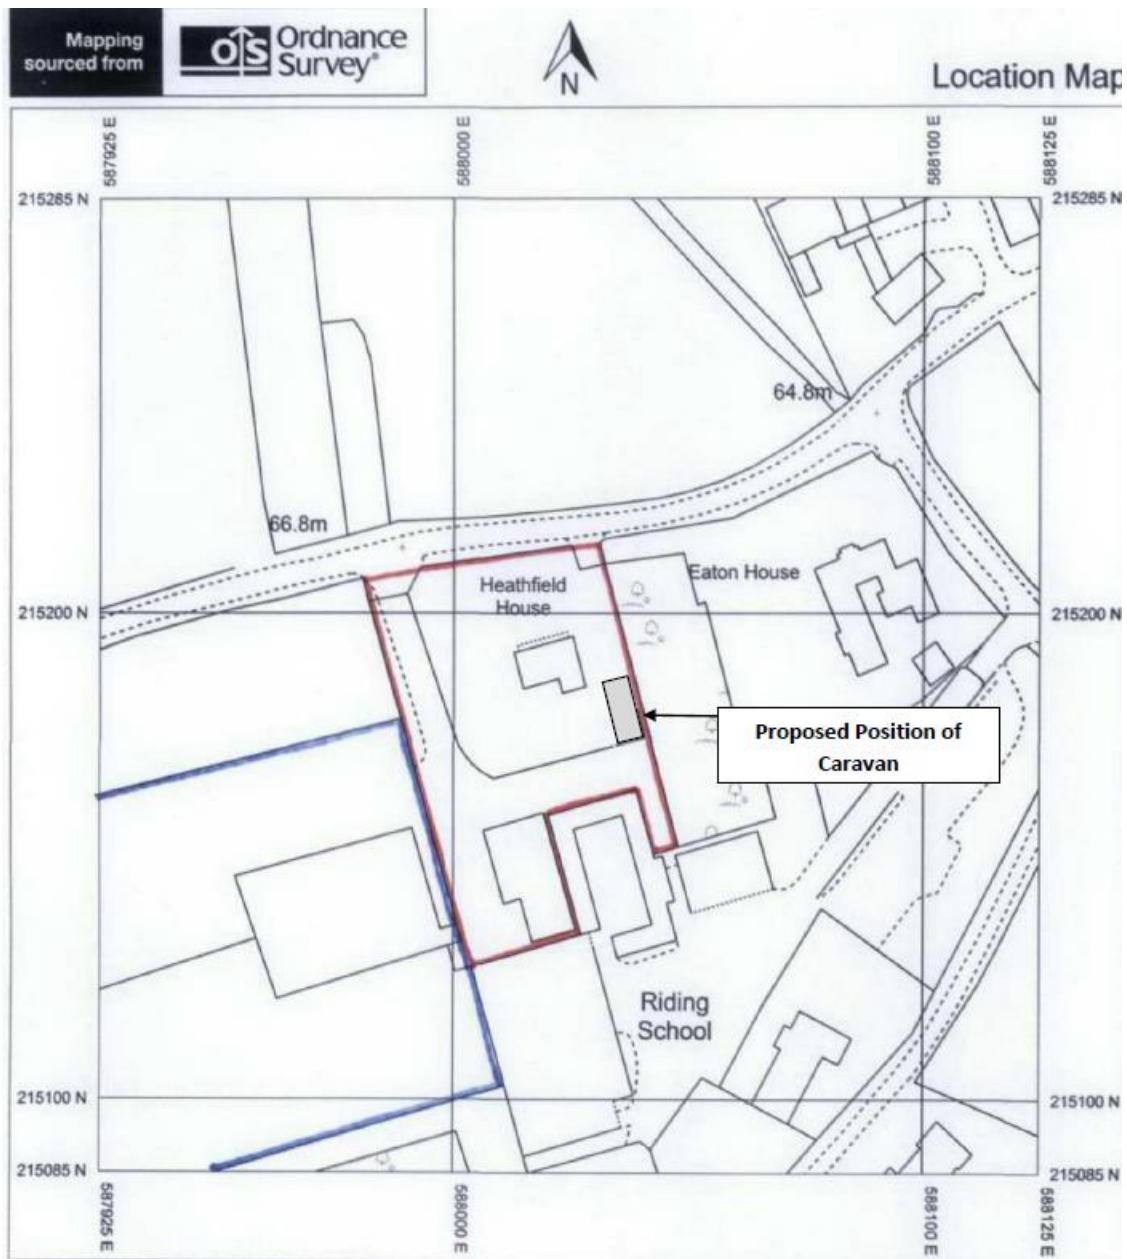 Mapping
sourced from
OS
Ordnance
Survey®
N
Location Map
587925 E
588000 E
588100 E
588125 E
215285 N
215285 N
64.8m
66.8m
Heathfield
House
Eaton House
215200 N
215200 N
Proposed Position of
Caravan
Riding
School
215100 N
215100 N
215085 N
215085 N
587925 E
588000 E
588100 E
588125 E